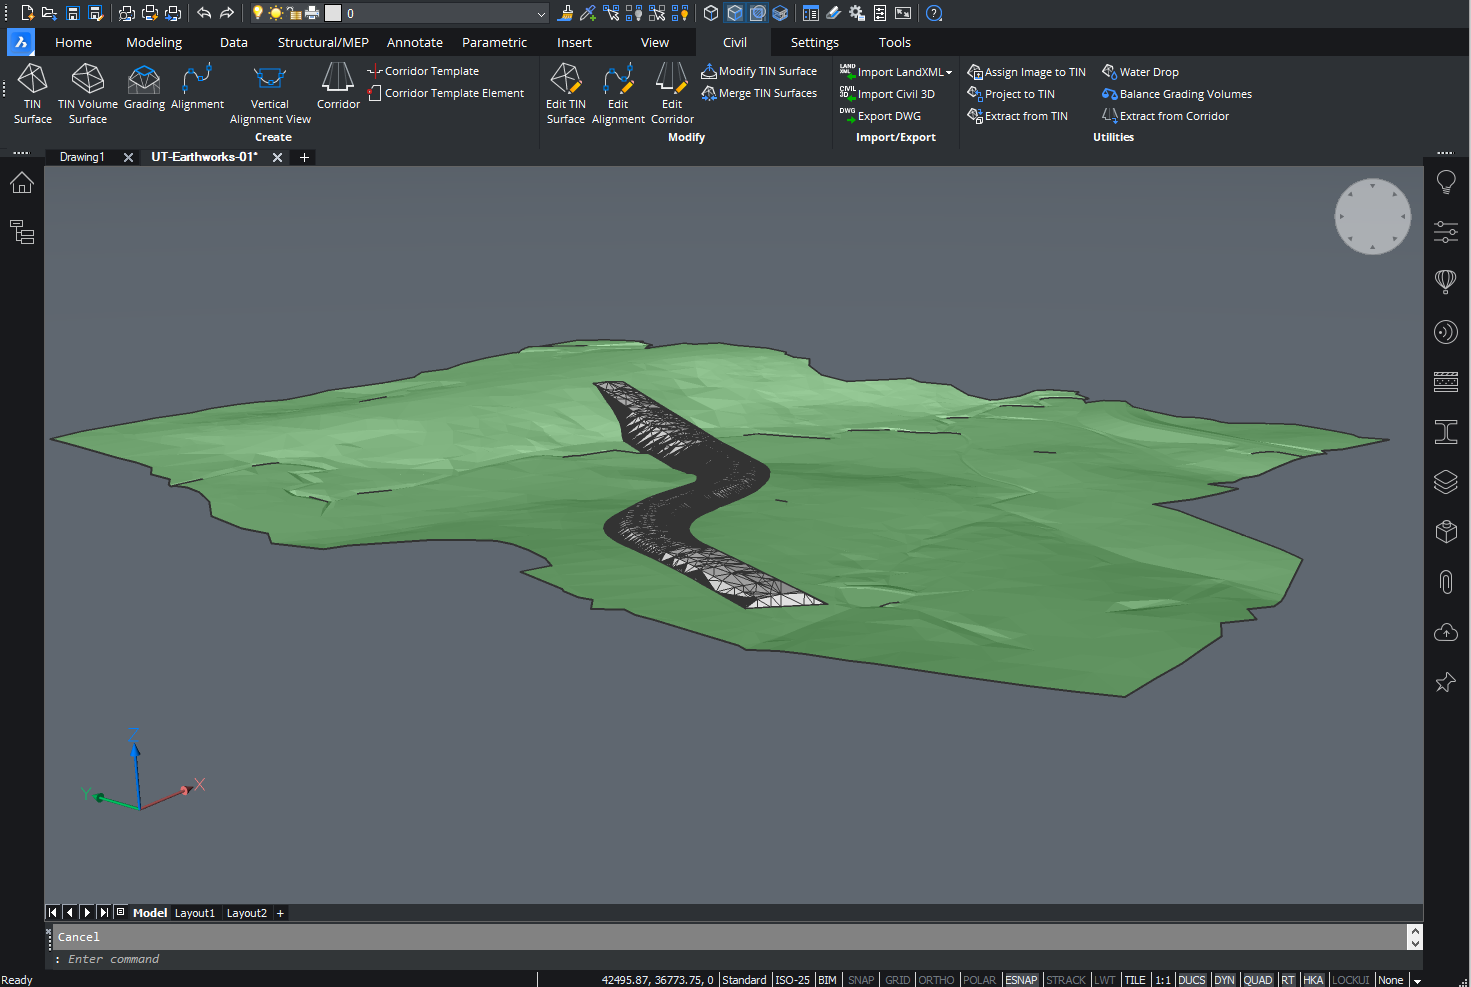 0
Home Modeling Data Structural/MEP Annotate Parametric Insert View Civil Settings Tools
TIN Surface
TIN Volume Surface
Grading
Alignment
Vertical Alignment View
Corridor
Corridor Template
Corridor Template Element
Create
Edit TIN Surface
Edit Alignment
Edit Corridor
Modify TIN Surface
Merge TIN Surfaces
Modify
LAND XML Import LandXML
CIVIL 3D Import Civil 3D
DWG Export DWG
Import/Export
Assign Image to TIN
Project to TIN
Extract from TIN
Water Drop
Balance Grading Volumes
Extract from Corridor
Utilities
Drawing1 UT-Earthworks-01* +
Z
Y
X
Model Layout1 Layout2 +
Cancel
: Enter command
Ready 42495.87, 36773.75, 0 Standard ISO-25 BIM SNAP GRID ORTHO POLAR ESNAP STRACK LWT TILE 1:1 DUCS DYN QUAD RT HKA LOCKUI None